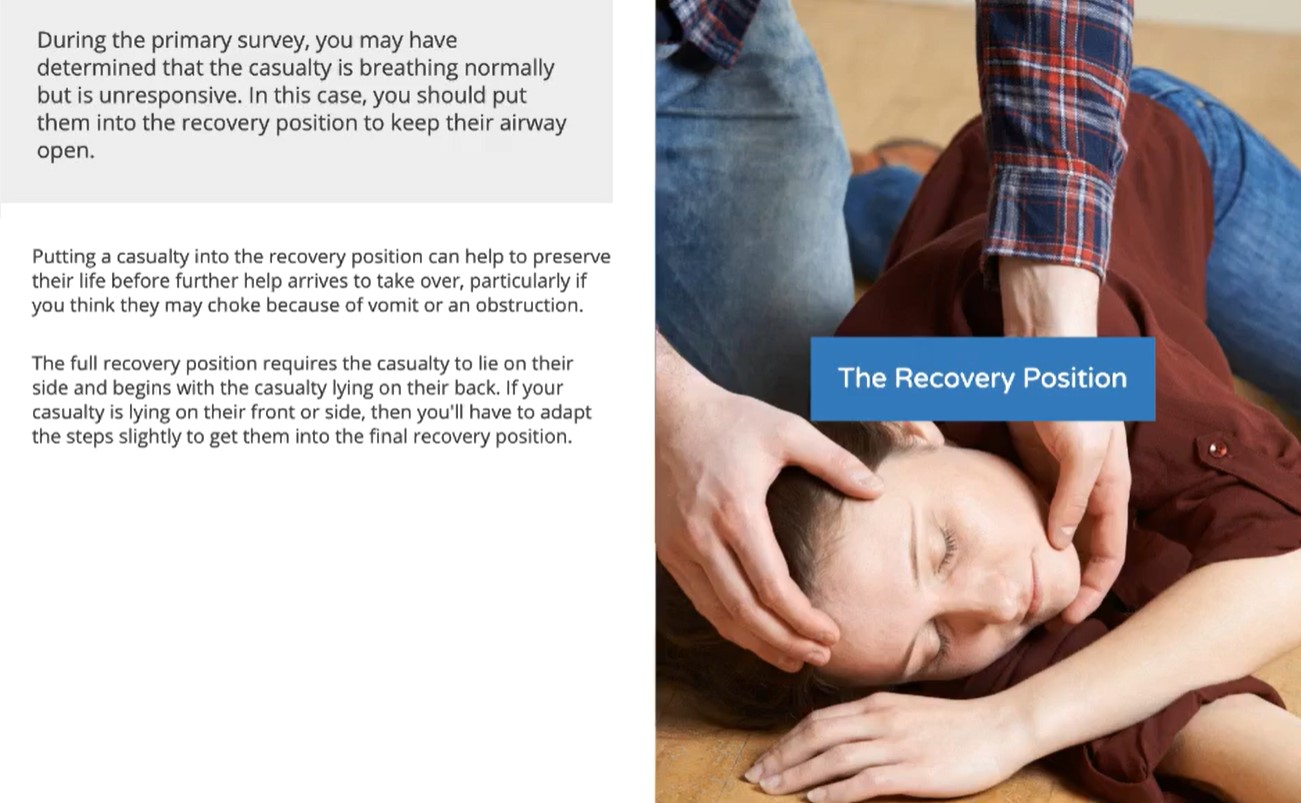 During the primary survey, you may have
determined that the casualty is breathing normally
but is unresponsive. In this case, you should put
them into the recovery position to keep their airway
open.
Putting a casualty into the recovery position can help to preserve
their life before further help arrives to take over, particularly if
you think they may choke because of vomit or an obstruction.
The full recovery position requires the casualty to lie on their
side and begins with the casualty lying on their back. If your
casualty is lying on their front or side, then you'll have to adapt
the steps slightly to get them into the final recovery position.
The Recovery Position